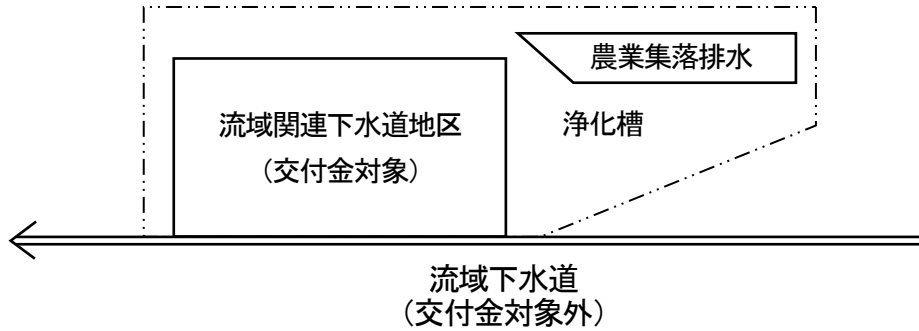 農業集落排水
流域関連下水道地区
（交付金対象）
浄化槽
流域下水道
（交付金対象外）